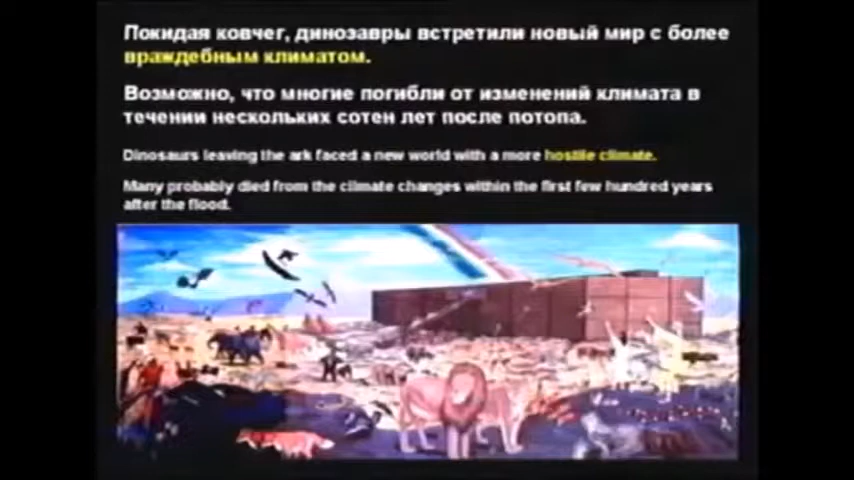 Покидая ковчег, динозавры встретили новый мир с более
враждебным климатом.
Возможно, что многие погибли от изменений климата в
течении нескольких сотен лет после потопа.
Dinosaurs leaving the ark faced a new world with a more hostile climate.
Many probably died from the climate changes within the first few hundred years
after the flood.